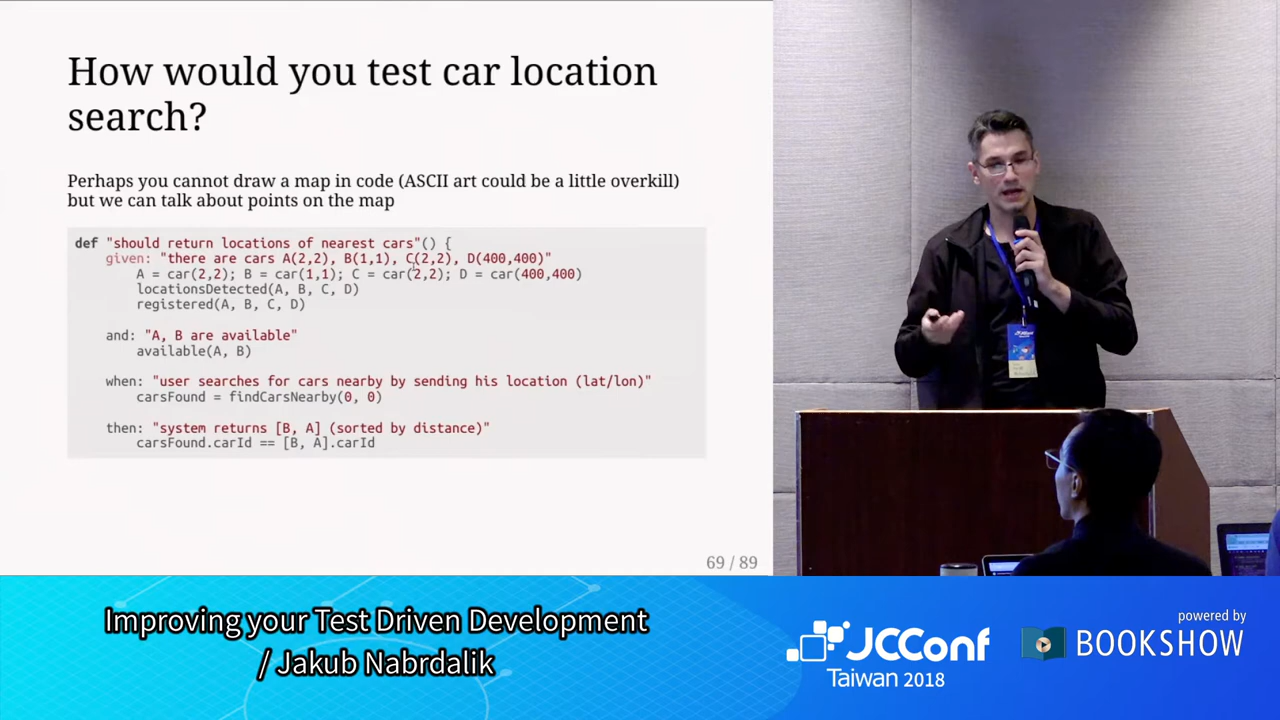 How would you test car location
search?
Perhaps you cannot draw a map in code (ASCII art could be a little overkill)
but we can talk about points on the map
def "should return locations of nearest cars"() {
given: "there are cars A(2,2), B(1,1), C(2,2), D(400,400)"
A = car(2,2); B = car(1,1); C = car(2,2); D = car(400,400)
locationsDetected(A, B, C, D)
registered(A, B, C, D)
and: "A, B are available"
available(A, B)
when: "user searches for cars nearby by sending his location (lat/lon)"
carsFound = findCarsNearby(0, 0)
then: "system returns [B, A] (sorted by distance)"
carsFound.carId == [B, A].carId
69 / 89
Improving your Test Driven Development
/ Jakub Nabrdalik
JCConf
Taiwan 2018
powered by
BOOKSHOW